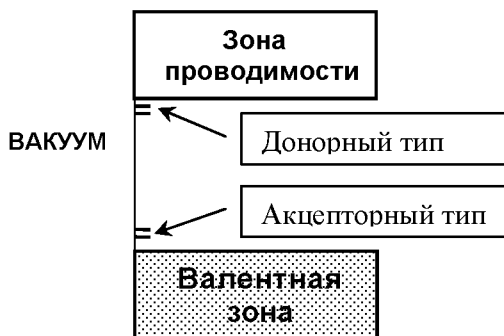 Зона
проводимости
ВАКУУМ
Донорный тип
Акцепторный тип
Валентная
зона